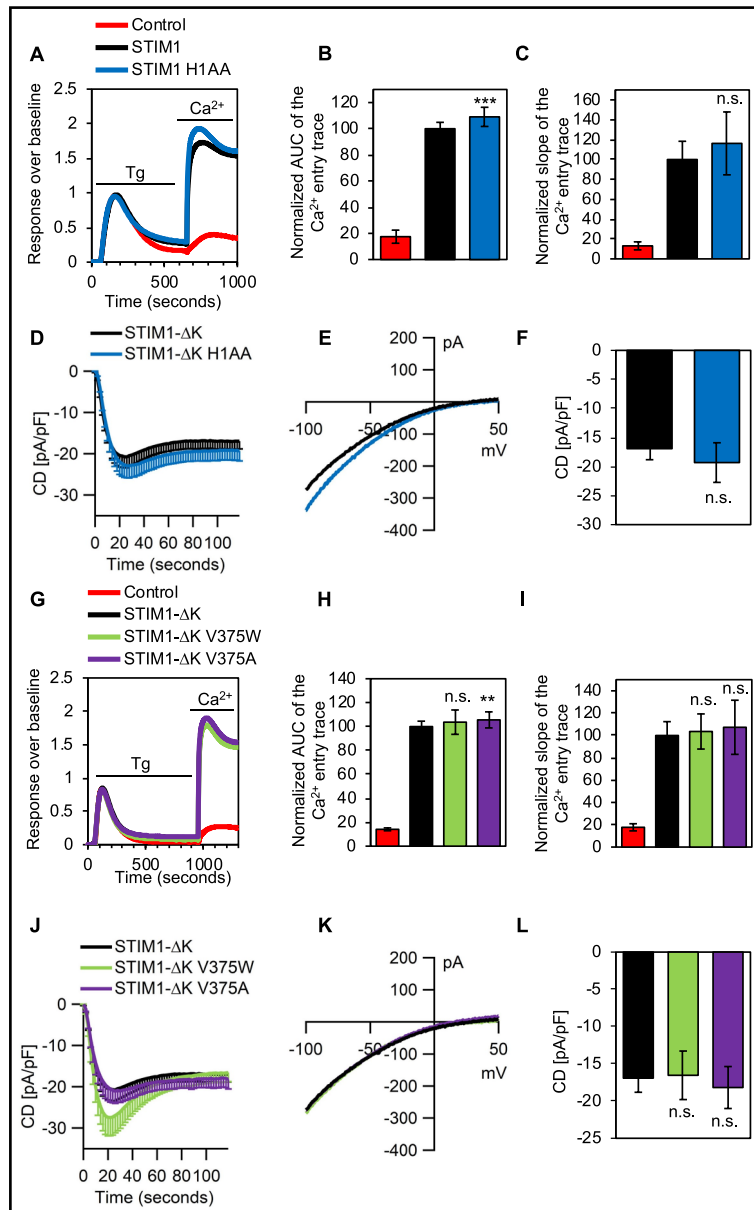 Control
STIM1
STIM1 H1AA
A
Response over baseline
2.5
2
1.5
1
0.5
0
Tg
Ca²⁺
0
500
1000
Time (seconds)
B
Normalized AUC of the
Ca²⁺ entry trace
120
100
80
60
40
20
0
***
C
Normalized slope of the
Ca²⁺ entry trace
160
140
120
100
80
60
40
20
0
n.s.
D
STIM1-ΔK
STIM1-ΔK H1AA
CD [pA/pF]
0
-10
-20
-30
0 20 40 60 80 100
Time (seconds)
E
pA
200
100
-100
-50
50
mV
-100
-200
-300
-400
F
CD [pA/pF]
0
-5
-10
-15
-20
-25
-30
n.s.
G
Control
STIM1-ΔK
STIM1-ΔK V375W
STIM1-ΔK V375A
Response over baseline
2.5
2
1.5
1
0.5
0
Tg
Ca²⁺
0
500
1000
Time (seconds)
H
Normalized AUC of the
Ca²⁺ entry trace
140
120
100
80
60
40
20
0
n.s.
**
I
Normalized slope of the
Ca²⁺ entry trace
140
120
100
80
60
40
20
0
n.s.
n.s.
J
STIM1-ΔK
STIM1-ΔK V375W
STIM1-ΔK V375A
CD [pA/pF]
0
-10
-20
-30
0 20 40 60 80 100
Time (seconds)
K
pA
200
100
-100
-50
50
mV
-100
-200
-300
-400
L
CD [pA/pF]
0
-5
-10
-15
-20
-25
n.s.
n.s.